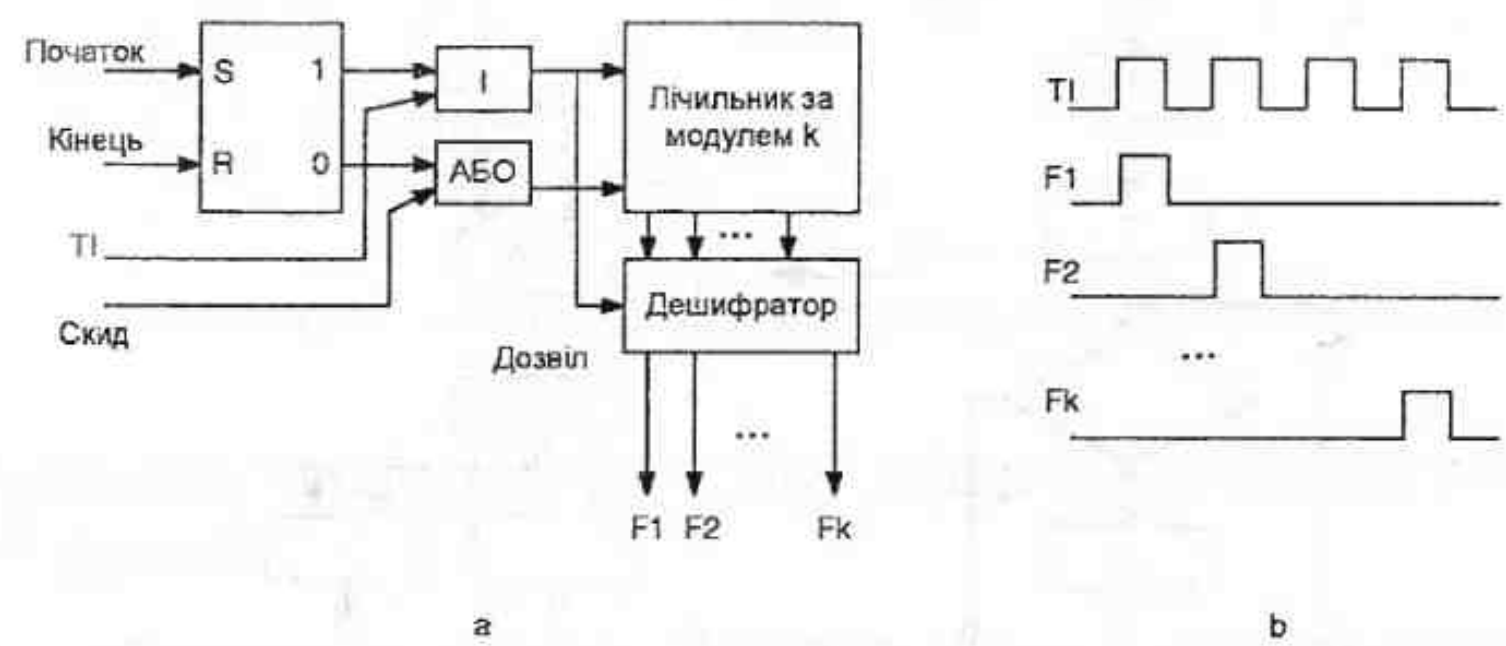 Початок
S 1
І
Кінець
R 0
АБО
Лічильник за
модулем k
ТІ
...
Скид
Дешифратор
Дозвіл
...
F1 F2 Fk
a
ТІ
F1
F2
...
Fk
b